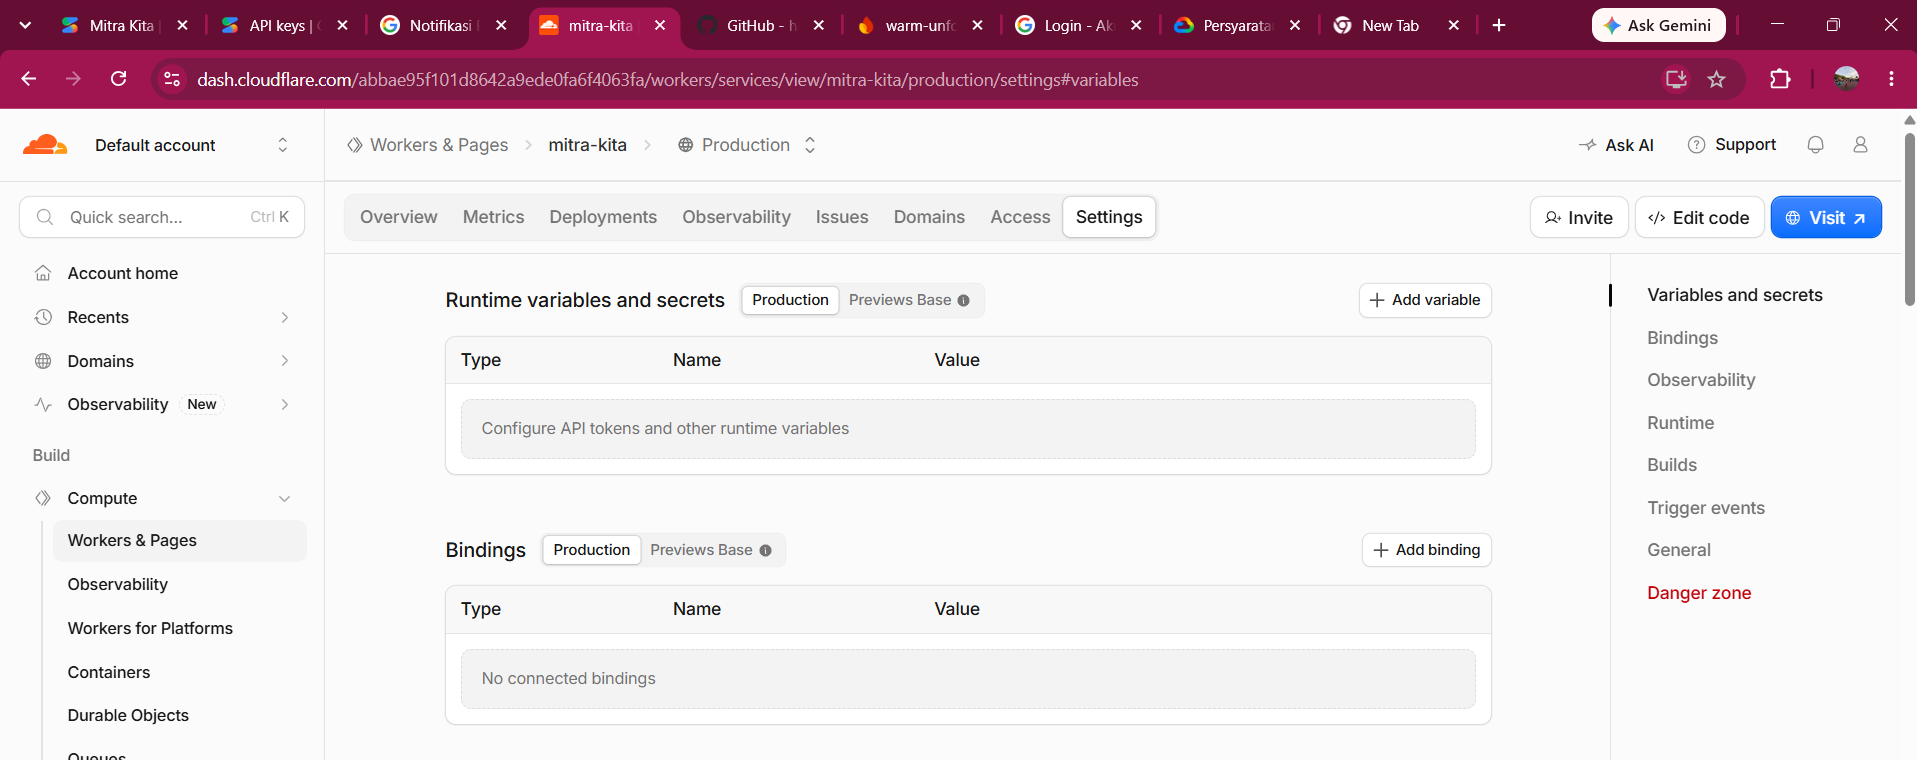 Mitra Kita
API keys |
Notifikasi
mitra-kita
GitHub - h
warm-unfo
Login - Ak
Persyarata
New Tab
Ask Gemini
dash.cloudflare.com/abbae95f101d8642a9ede0fa6f4063fa/workers/services/view/mitra-kita/production/settings#variables
Default account
Workers & Pages > mitra-kita > Production
Ask AI
Support
Quick search... Ctrl K
Overview Metrics Deployments Observability Issues Domains Access Settings
Invite
Edit code
Visit
Account home
Recents
Domains
Observability New
Build
Compute
Workers & Pages
Observability
Workers for Platforms
Containers
Durable Objects
Queues
Runtime variables and secrets Production Previews Base
Add variable
Type Name Value
Configure API tokens and other runtime variables
Bindings Production Previews Base
Add binding
Type Name Value
No connected bindings
Variables and secrets
Bindings
Observability
Runtime
Builds
Trigger events
General
Danger zone